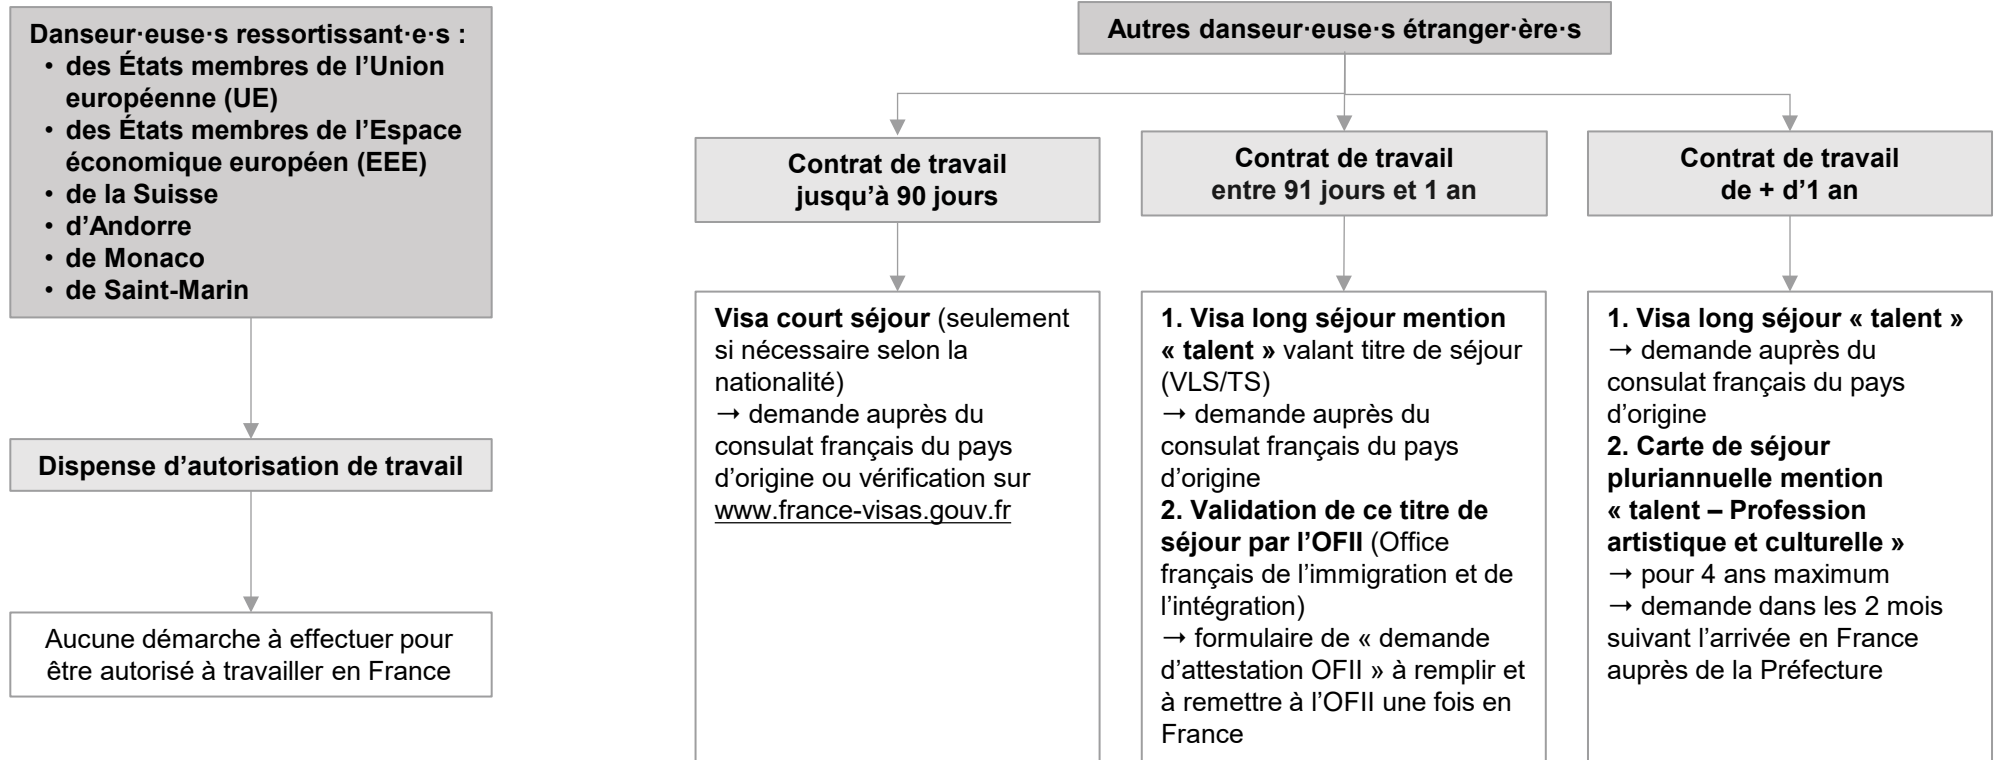 Danseur·euse·s ressortissant·e·s :
• des États membres de l’Union
européenne (UE)
• des États membres de l’Espace
économique européen (EEE)
• de la Suisse
• d’Andorre
• de Monaco
• de Saint-Marin
Dispense d’autorisation de travail
Aucune démarche à effectuer pour
être autorisé à travailler en France
Autres danseur·euse·s étranger·ère·s
Contrat de travail
jusqu’à 90 jours
Visa court séjour (seulement
si nécessaire selon la
nationalité)
→ demande auprès du
consulat français du pays
d’origine ou vérification sur
www.france-visas.gouv.fr
Contrat de travail
entre 91 jours et 1 an
1. Visa long séjour mention
« talent » valant titre de séjour
(VLS/TS)
→ demande auprès du
consulat français du pays
d’origine
2. Validation de ce titre de
séjour par l’OFII (Office
français de l’immigration et de
l’intégration)
→ formulaire de « demande
d’attestation OFII » à remplir et
à remettre à l’OFII une fois en
France
Contrat de travail
de + d’1 an
1. Visa long séjour « talent »
→ demande auprès du
consulat français du pays
d’origine
2. Carte de séjour
pluriannuelle mention
« talent – Profession
artistique et culturelle »
→ pour 4 ans maximum
→ demande dans les 2 mois
suivant l’arrivée en France
auprès de la Préfecture